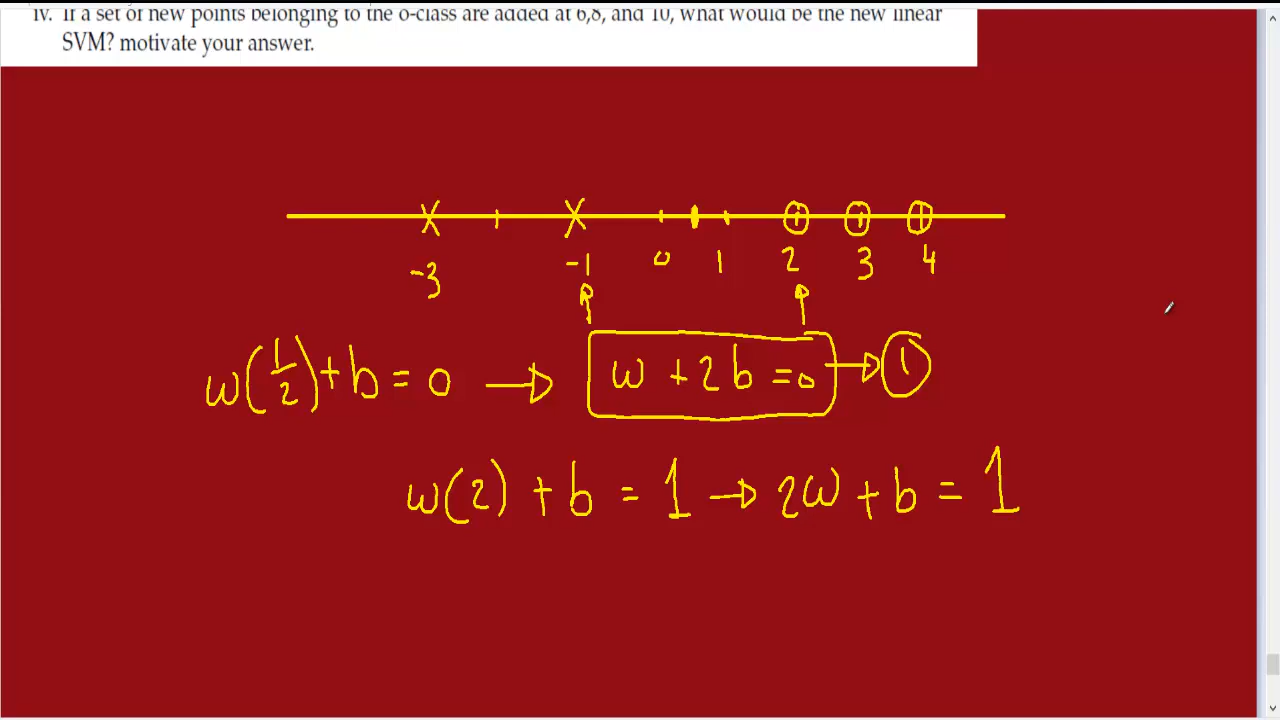 iv. If a set of new points belonging to the o-class are added at 6,8, and 10, what would be the new linear
SVM? motivate your answer.
-3 -1 0 1 2 3 4
w(1/2) + b = 0 → w + 2b = 0 → 1
w(2) + b = 1 → 2w + b = 1